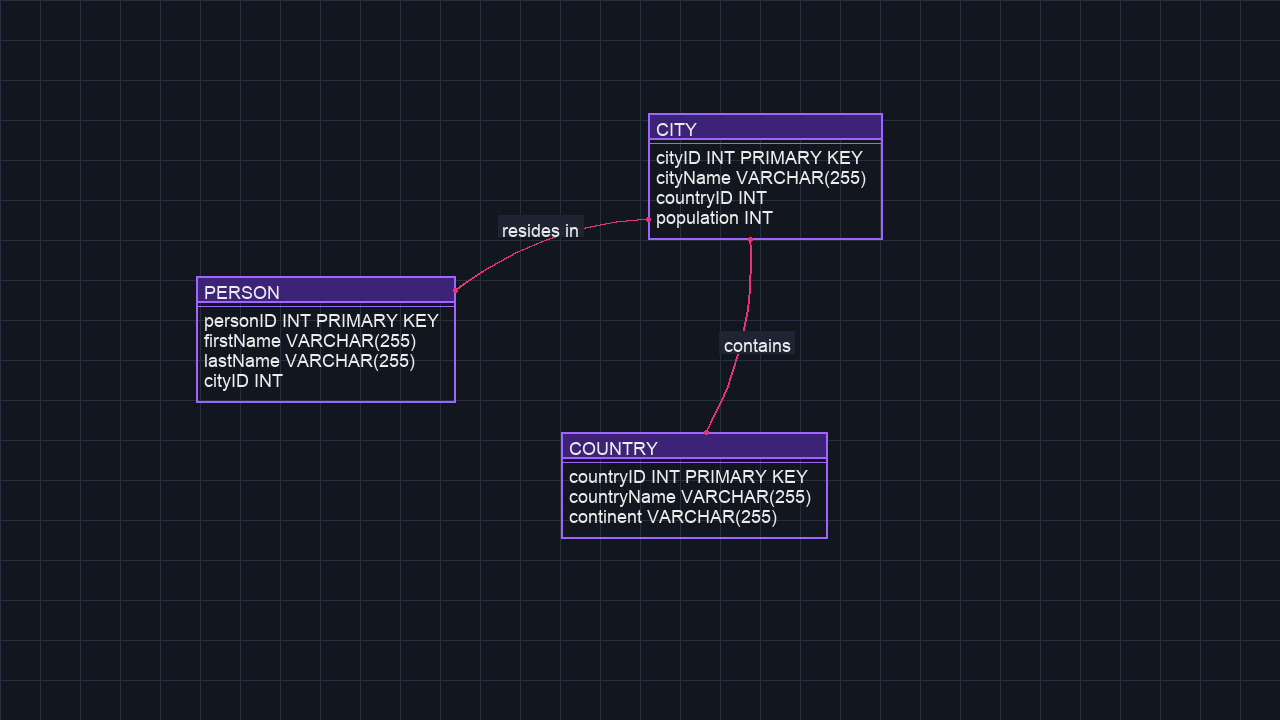 CITY
cityID INT PRIMARY KEY
cityName VARCHAR(255)
countryID INT
population INT
resides in
PERSON
personID INT PRIMARY KEY
firstName VARCHAR(255)
lastName VARCHAR(255)
cityID INT
contains
COUNTRY
countryID INT PRIMARY KEY
countryName VARCHAR(255)
continent VARCHAR(255)